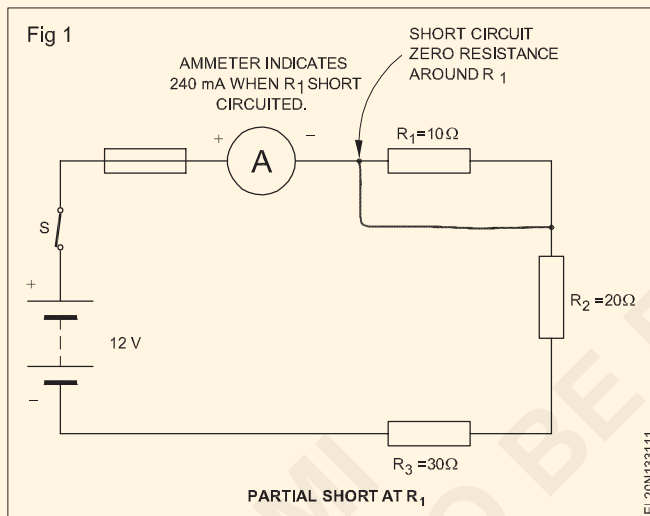 Fig 1
SHORT CIRCUIT
ZERO RESISTANCE
AROUND R1
AMMETER INDICATES
240 mA WHEN R1 SHORT
CIRCUITED.
+
−
A
R1=10Ω
S
+
12 V
−
R2=20Ω
R3=30Ω
PARTIAL SHORT AT R1